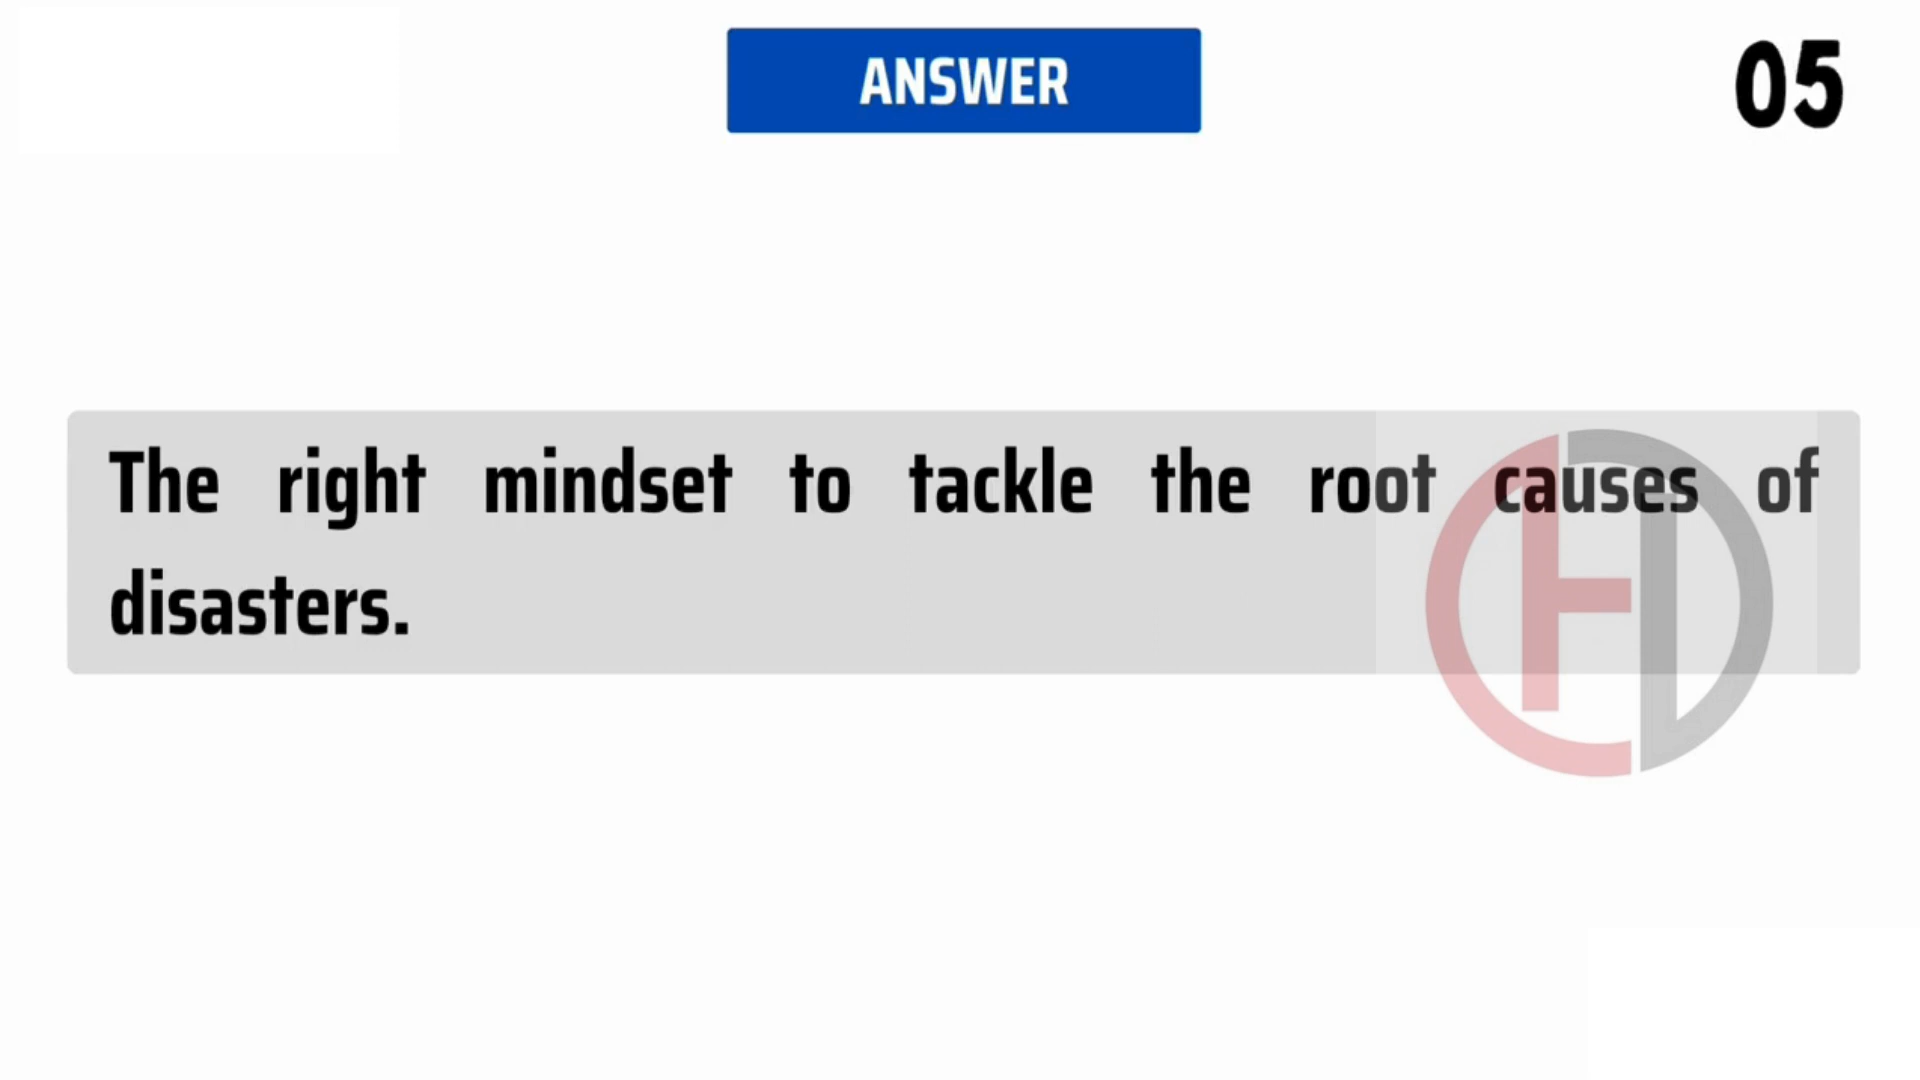 ANSWER
05
The right mindset to tackle the root causes of
disasters.